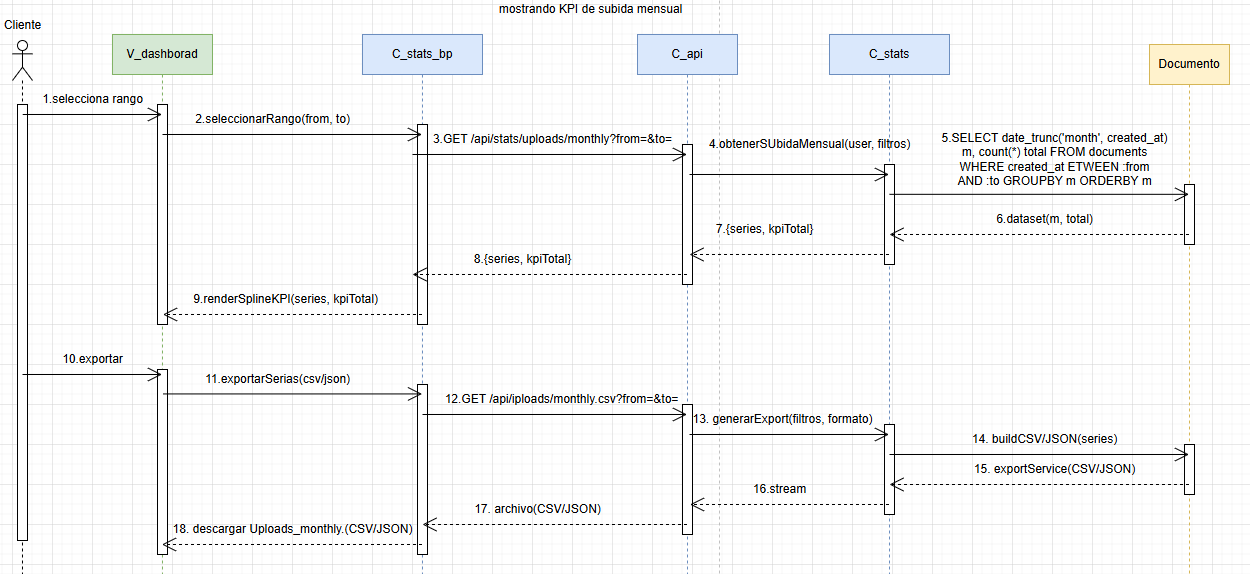 mostrando KPI de subida mensual
Cliente
V_dashborad
C_stats_bp
C_api
C_stats
Documento
1.selecciona rango
2.seleccionarRango(from, to)
3.GET /api/stats/uploads/monthly?from=&to=
4.obtenerSUbidaMensual(user, filtros)
5.SELECT date_trunc('month', created_at)
m, count(*) total FROM documents
WHERE created_at ETWEEN :from
AND :to GROUPBY m ORDERBY m
6.dataset(m, total)
7.{series, kpiTotal}
8.{series, kpiTotal}
9.renderSplineKPI(series, kpiTotal)
10.exportar
11.exportarSerias(csv/json)
12.GET /api/iploads/monthly.csv?from=&to=
13. generarExport(filtros, formato)
14. buildCSV/JSON(series)
15. exportService(CSV/JSON)
16.stream
17. archivo(CSV/JSON)
18. descargar Uploads_monthly.(CSV/JSON)